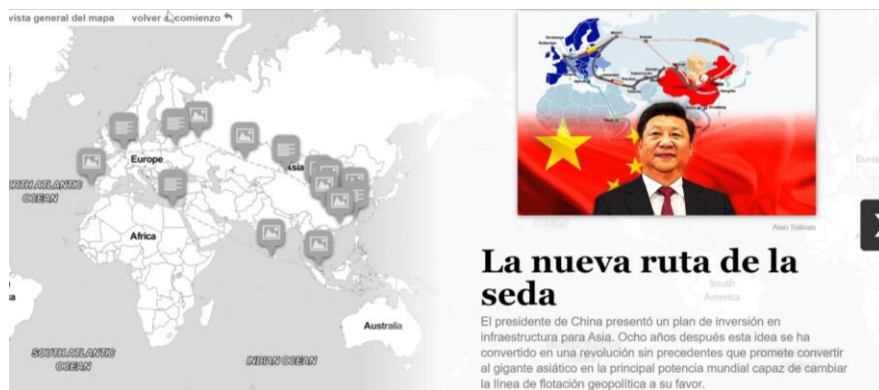 vista general del mapa
volver al comienzo
Europe
Asia
NORTH ATLANTIC
OCEAN
Africa
Australia
SOUTH ATLANTIC
OCEAN
INDIAN OCEAN
Alan Salinas
La nueva ruta de la
seda
South
America
El presidente de China presentó un plan de inversión en
infraestructura para Asia. Ocho años después esta idea se ha
convertido en una revolución sin precedentes que promete convertir
al gigante asiático en la principal potencia mundial capaz de cambiar
la línea de flotación geopolítica a su favor.